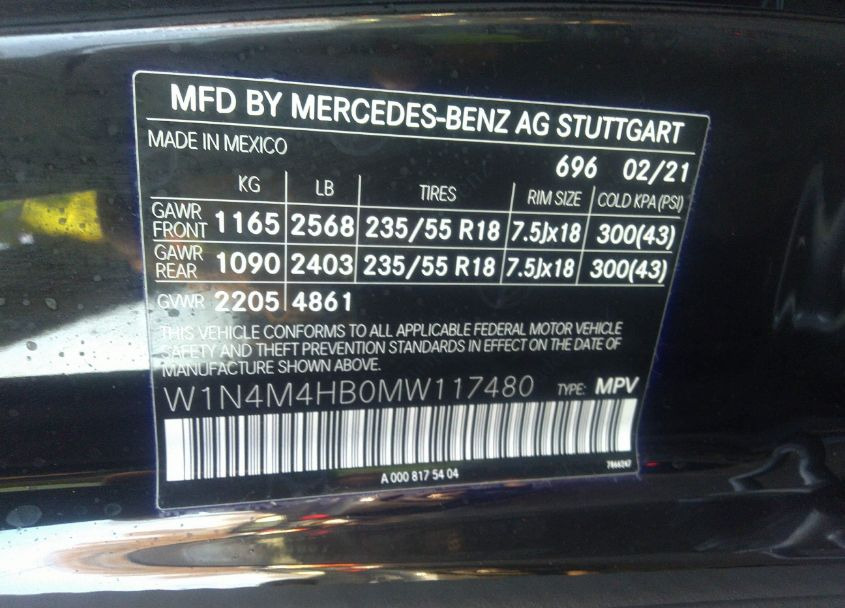 MFD BY MERCEDES-BENZ AG STUTTGART
MADE IN MEXICO
696 02/21
KG LB TIRES RIM SIZE COLD KPA (PSI)
GAWR FRONT 1165 2568 235/55 R18 7.5Jx18 300(43)
GAWR REAR 1090 2403 235/55 R18 7.5Jx18 300(43)
GVWR 2205 4861
THIS VEHICLE CONFORMS TO ALL APPLICABLE FEDERAL MOTOR VEHICLE
SAFETY AND THEFT PREVENTION STANDARDS IN EFFECT ON THE DATE OF
MANUFACTURE SHOWN ABOVE.
W1N4M4HB0MW117480 TYPE: MPV
A 000 817 54 04
7866247